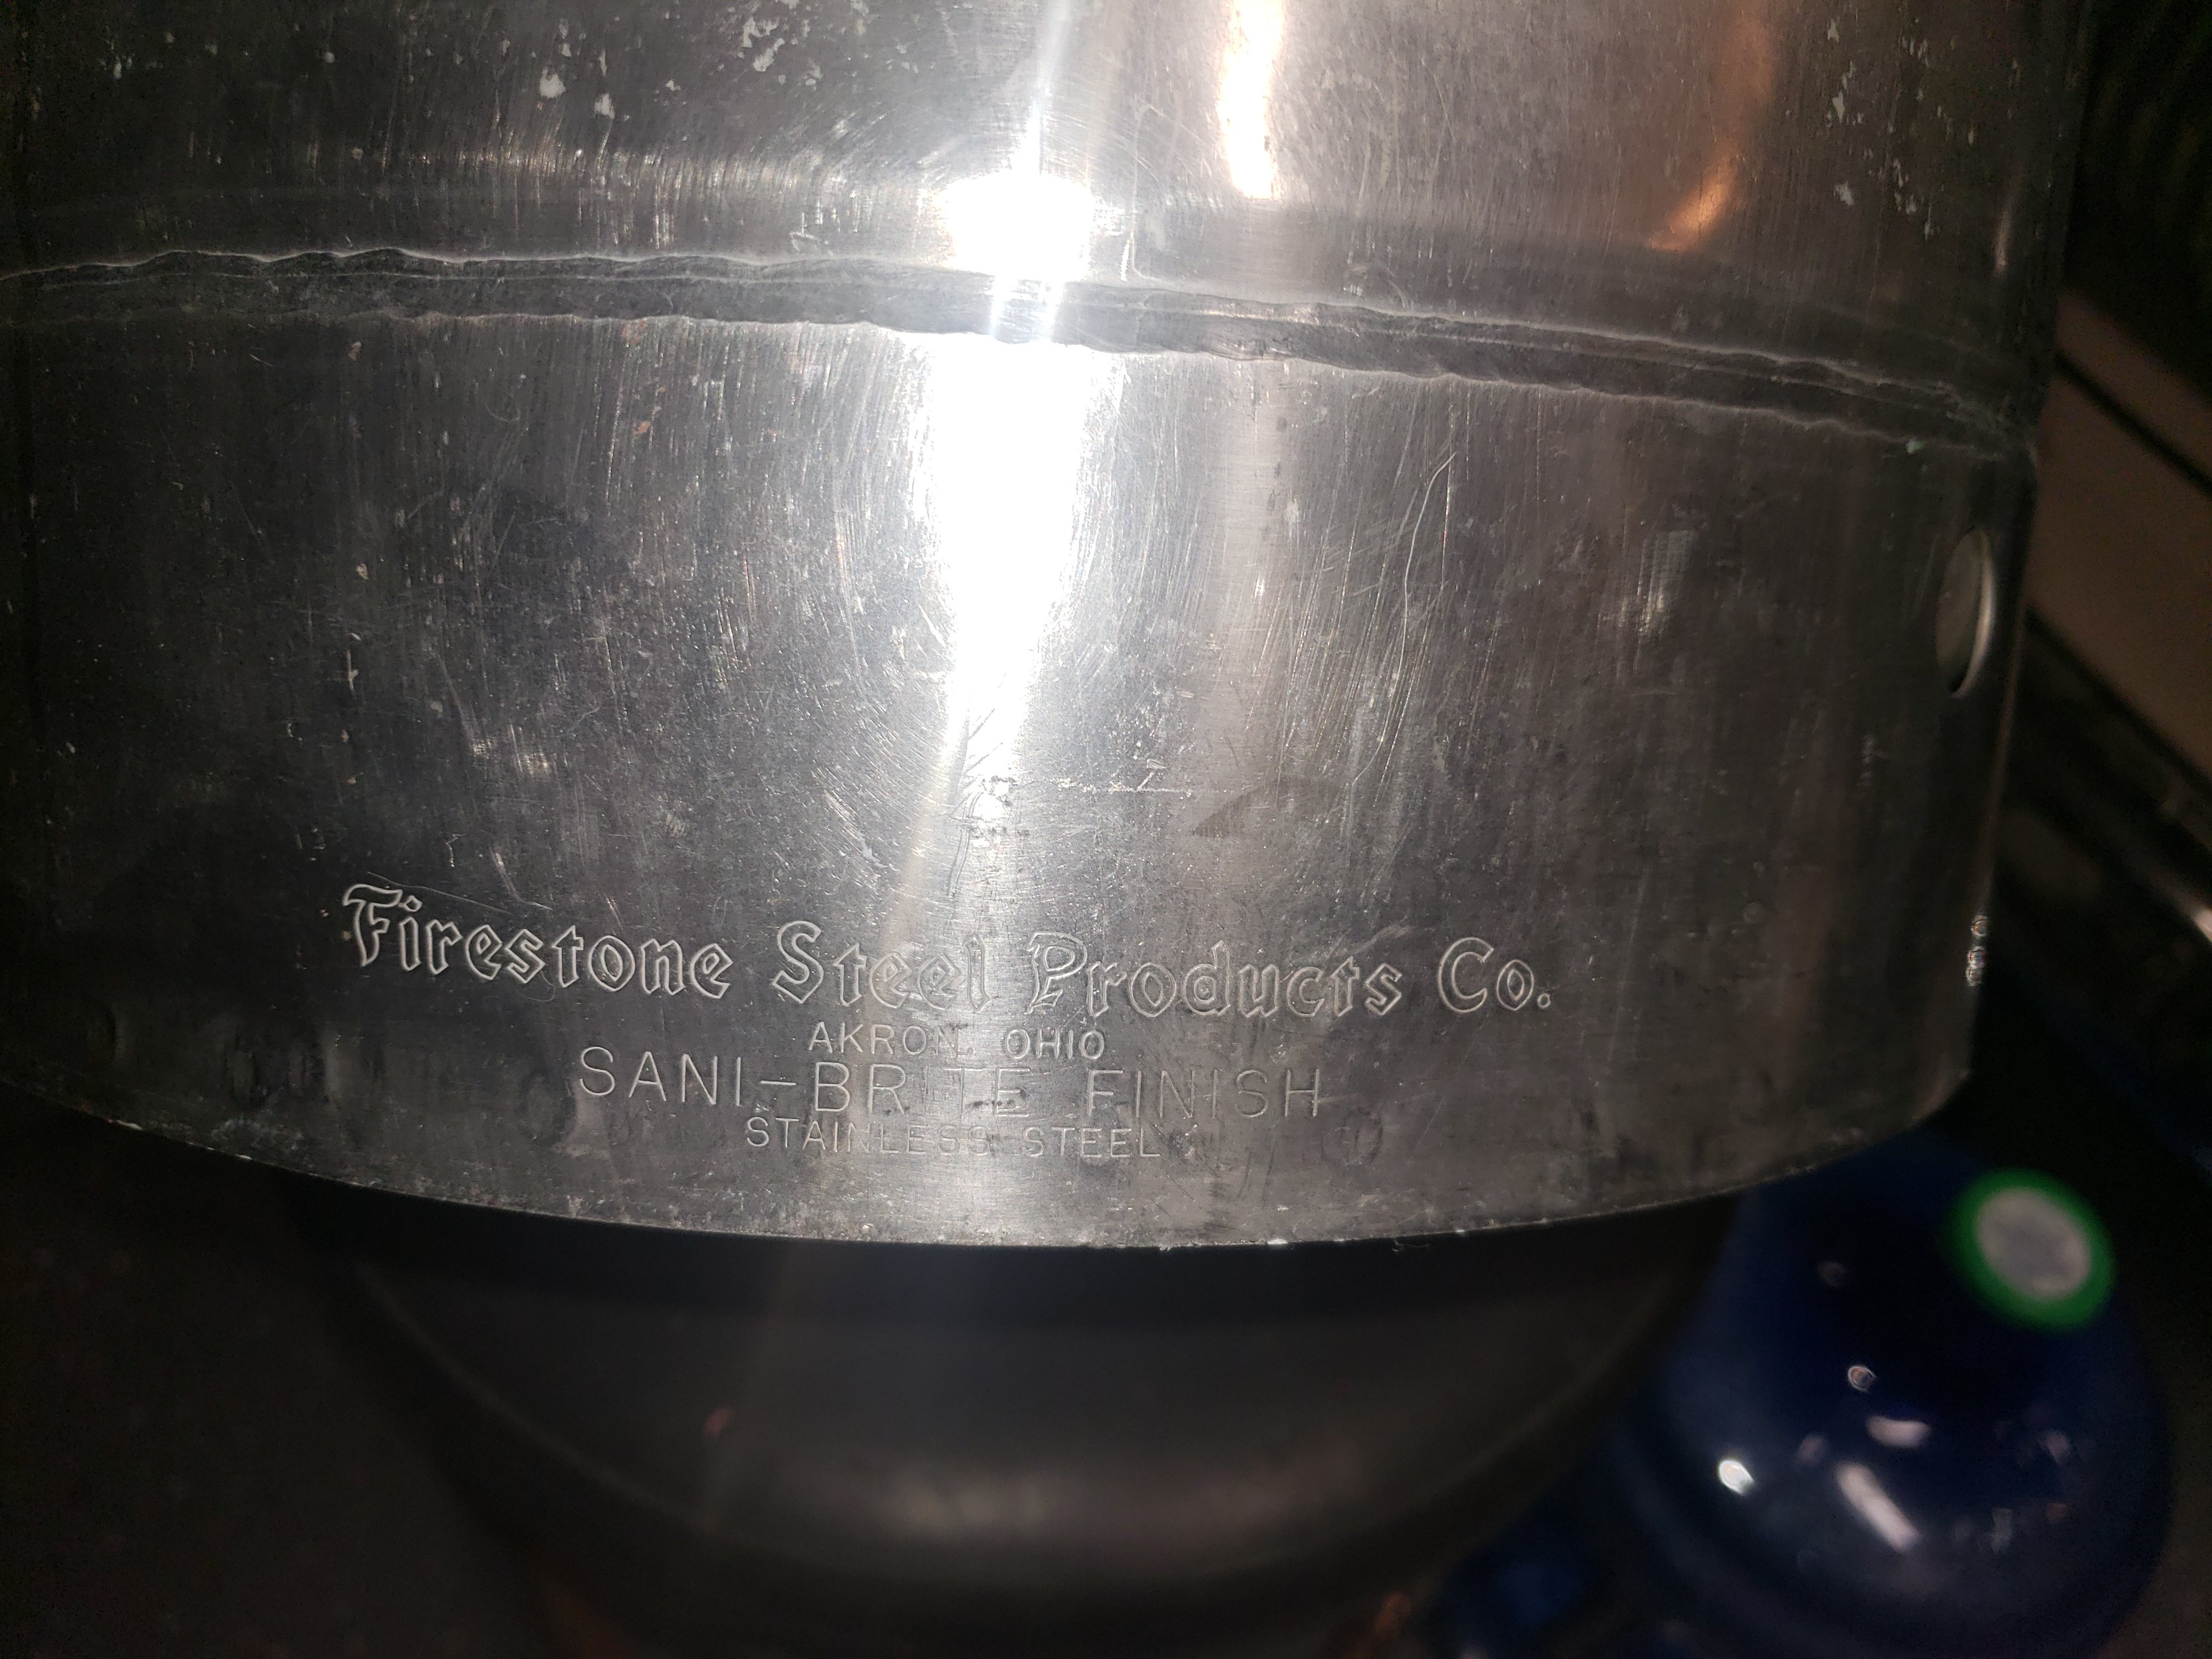 Firestone Steel Products Co.
AKRON, OHIO
SANI-BRITE FINISH
STAINLESS STEEL